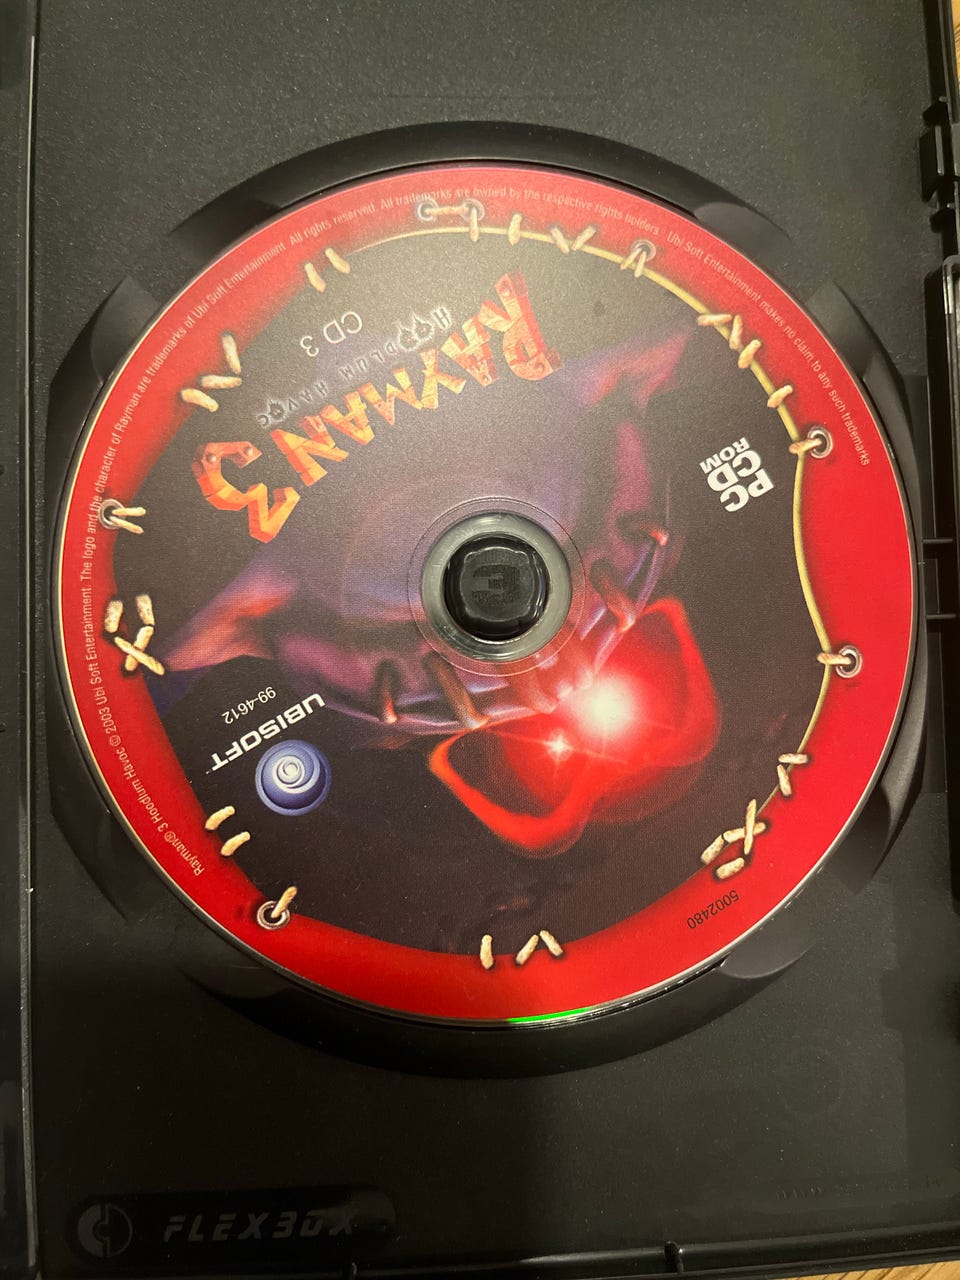 RAYMAN 3
HOODLUM HAVOC
CD 3
PC
CD
ROM
UBISOFT™
99-4612
5002480
Rayman® 3 Hoodlum Havoc © 2003 Ubi Soft Entertainment. The logo and the character of Rayman are trademarks of Ubi Soft Entertainment. All rights reserved. All trademarks are owned by the respective rights holders. Ubi Soft Entertainment makes no claim to any such trademarks
3
FLEXBOX